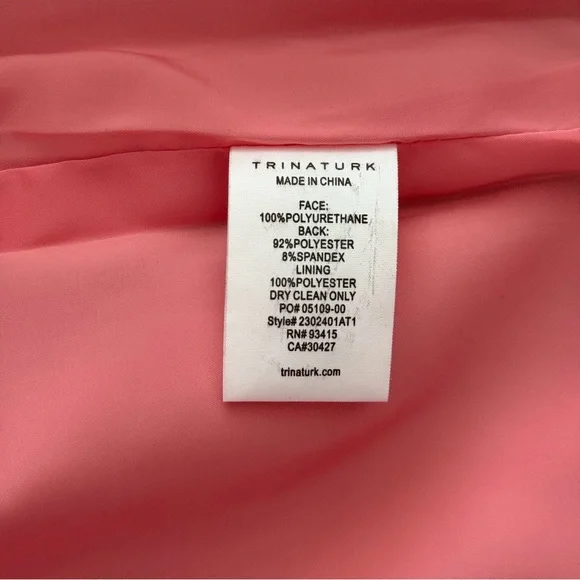 TRINATURK
MADE IN CHINA
FACE:
100%POLYURETHANE
BACK:
92%POLYESTER
8%SPANDEX
LINING
100%POLYESTER
DRY CLEAN ONLY
PO# 05109-00
Style# 2302401AT1
RN# 93415
CA#30427
trinaturk.com